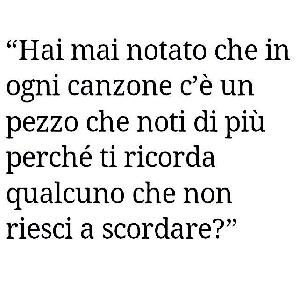 “Hai mai notato che in
ogni canzone c’è un
pezzo che noti di più
perché ti ricorda
qualcuno che non
riesci a scordare?”